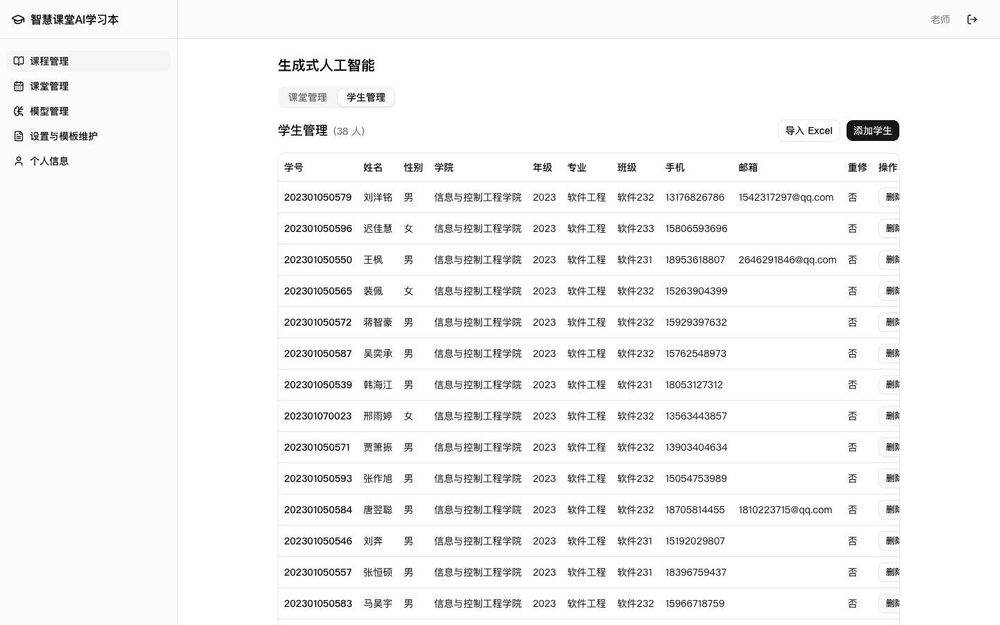 智慧课堂AI学习本
老师
课程管理
课堂管理
模型管理
设置与模板维护
个人信息
生成式人工智能
课堂管理 学生管理
学生管理 (38 人) 导入 Excel 添加学生
学号 姓名 性别 学院 年级 专业 班级 手机 邮箱 重修 操作
202301050579 刘洋铭 男 信息与控制工程学院 2023 软件工程 软件232 13176826786 1542317297@qq.com 否 删除
202301050596 迟佳慧 女 信息与控制工程学院 2023 软件工程 软件233 15806593696 否 删除
202301050550 王枫 男 信息与控制工程学院 2023 软件工程 软件231 18953618807 2646291846@qq.com 否 删除
202301050565 裴佩 女 信息与控制工程学院 2023 软件工程 软件232 15263904399 否 删除
202301050572 蒋智豪 男 信息与控制工程学院 2023 软件工程 软件232 15929397632 否 删除
202301050587 吴奕承 男 信息与控制工程学院 2023 软件工程 软件232 15762548973 否 删除
202301050539 韩海江 男 信息与控制工程学院 2023 软件工程 软件231 18053127312 否 删除
202301070023 邢雨婷 女 信息与控制工程学院 2023 软件工程 软件232 13563443857 否 删除
202301050571 贾箫振 男 信息与控制工程学院 2023 软件工程 软件232 13903404634 否 删除
202301050593 张作旭 男 信息与控制工程学院 2023 软件工程 软件232 15054753989 否 删除
202301050584 唐翌聪 男 信息与控制工程学院 2023 软件工程 软件232 18705814455 1810223715@qq.com 否 删除
202301050546 刘奔 男 信息与控制工程学院 2023 软件工程 软件231 15192029807 否 删除
202301050557 张恒硕 男 信息与控制工程学院 2023 软件工程 软件231 18396759437 否 删除
202301050583 马昊宇 男 信息与控制工程学院 2023 软件工程 软件232 15966718759 否 删除